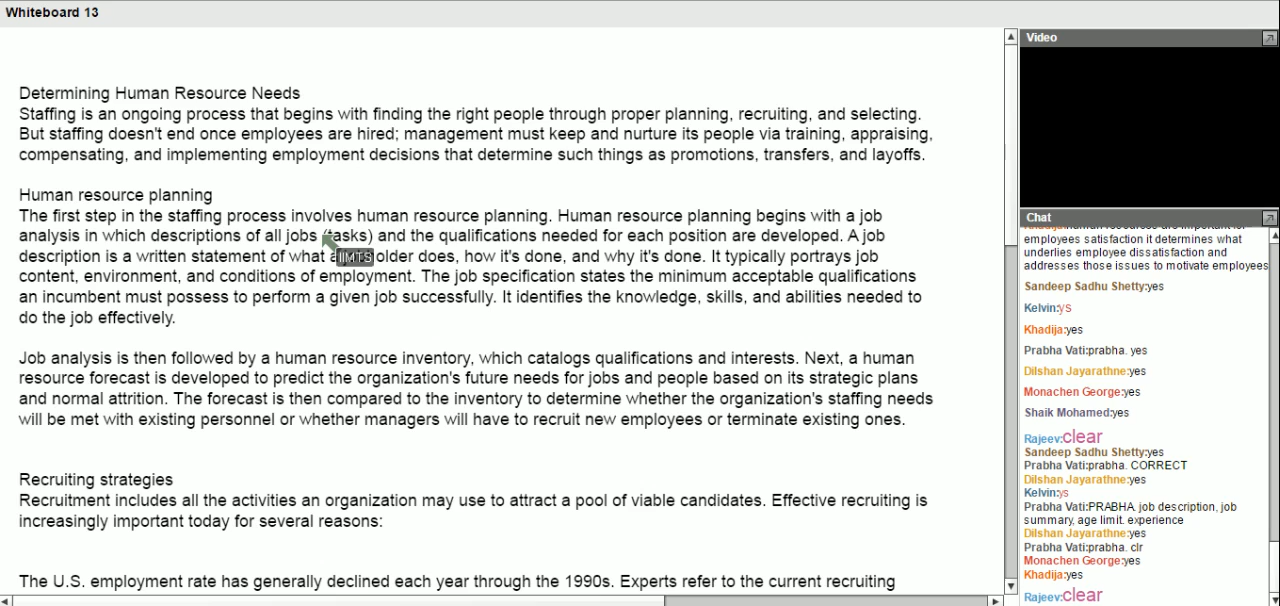 Whiteboard 13
Determining Human Resource Needs
Staffing is an ongoing process that begins with finding the right people through proper planning, recruiting, and selecting.
But staffing doesn't end once employees are hired; management must keep and nurture its people via training, appraising,
compensating, and implementing employment decisions that determine such things as promotions, transfers, and layoffs.
Human resource planning
The first step in the staffing process involves human resource planning. Human resource planning begins with a job
analysis in which descriptions of all jobs (tasks) and the qualifications needed for each position are developed. A job
description is a written statement of what a older does, how it's done, and why it's done. It typically portrays job
IIMTS
content, environment, and conditions of employment. The job specification states the minimum acceptable qualifications
an incumbent must possess to perform a given job successfully. It identifies the knowledge, skills, and abilities needed to
do the job effectively.
Job analysis is then followed by a human resource inventory, which catalogs qualifications and interests. Next, a human
resource forecast is developed to predict the organization's future needs for jobs and people based on its strategic plans
and normal attrition. The forecast is then compared to the inventory to determine whether the organization's staffing needs
will be met with existing personnel or whether managers will have to recruit new employees or terminate existing ones.
Recruiting strategies
Recruitment includes all the activities an organization may use to attract a pool of viable candidates. Effective recruiting is
increasingly important today for several reasons:
The U.S. employment rate has generally declined each year through the 1990s. Experts refer to the current recruiting
Video
Chat
employees satisfaction it determines what
underlies employee dissatisfaction and
addresses those issues to motivate employees
Sandeep Sadhu Shetty:yes
Kelvin:ys
Khadija:yes
Prabha Vati:prabha. yes
Dilshan Jayarathne:yes
Monachen George:yes
Shaik Mohamed:yes
Rajeev:clear
Sandeep Sadhu Shetty:yes
Prabha Vati:prabha. CORRECT
Dilshan Jayarathne:yes
Kelvin:ys
Prabha Vati:PRABHA. job description, job
summary, age limit. experience
Dilshan Jayarathne:yes
Prabha Vati:prabha. clr
Monachen George:yes
Khadija:yes
Rajeev:clear